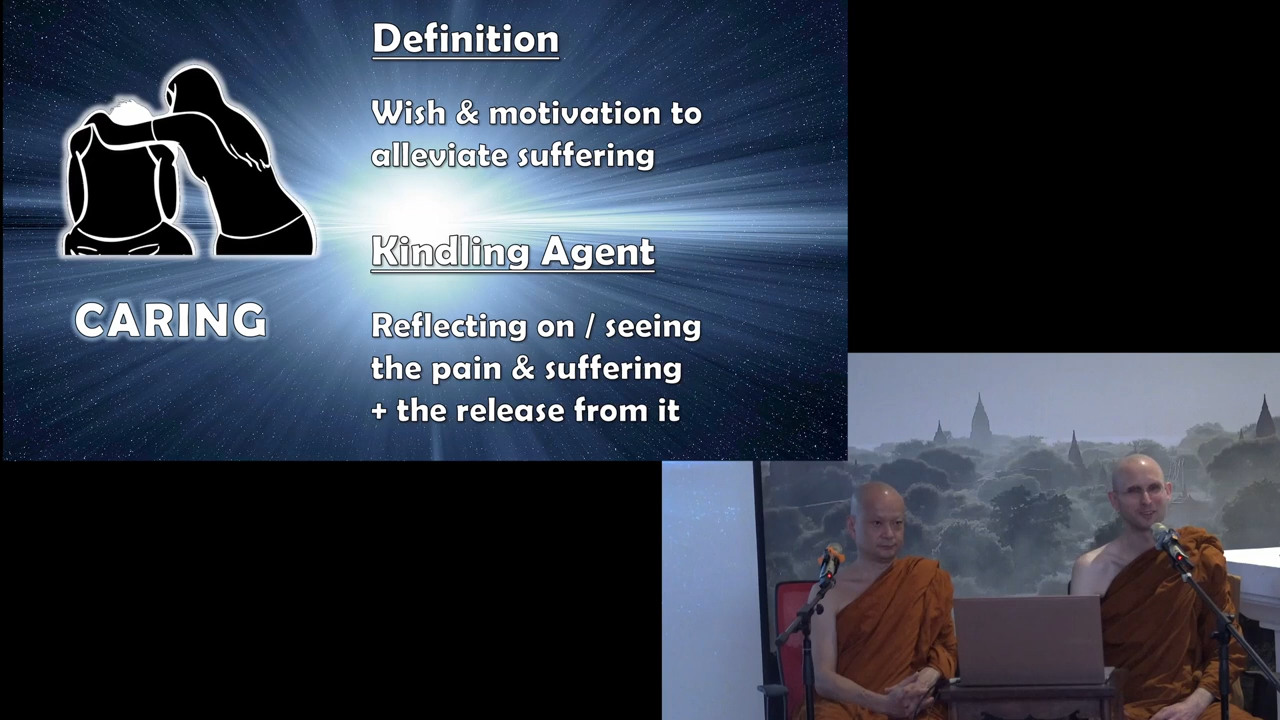 CARING
Definition
Wish & motivation to
alleviate suffering
Kindling Agent
Reflecting on / seeing
the pain & suffering
+ the release from it